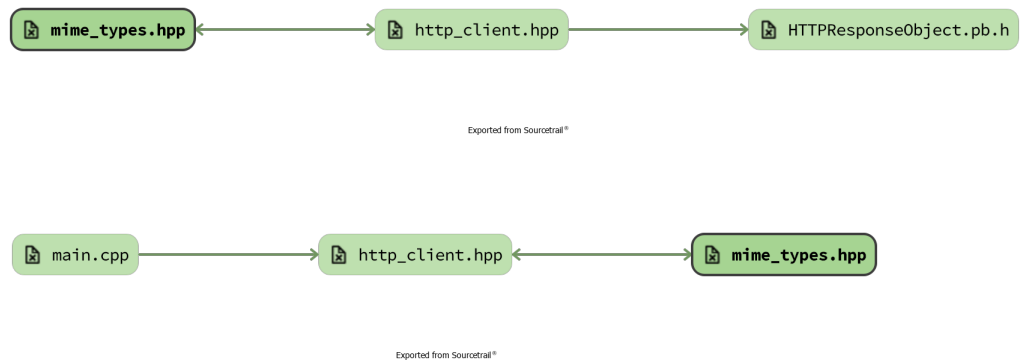 mime_types.hpp http_client.hpp HTTPResponseObject.pb.h
Exported from Sourcetrail®
main.cpp http_client.hpp mime_types.hpp
Exported from Sourcetrail®